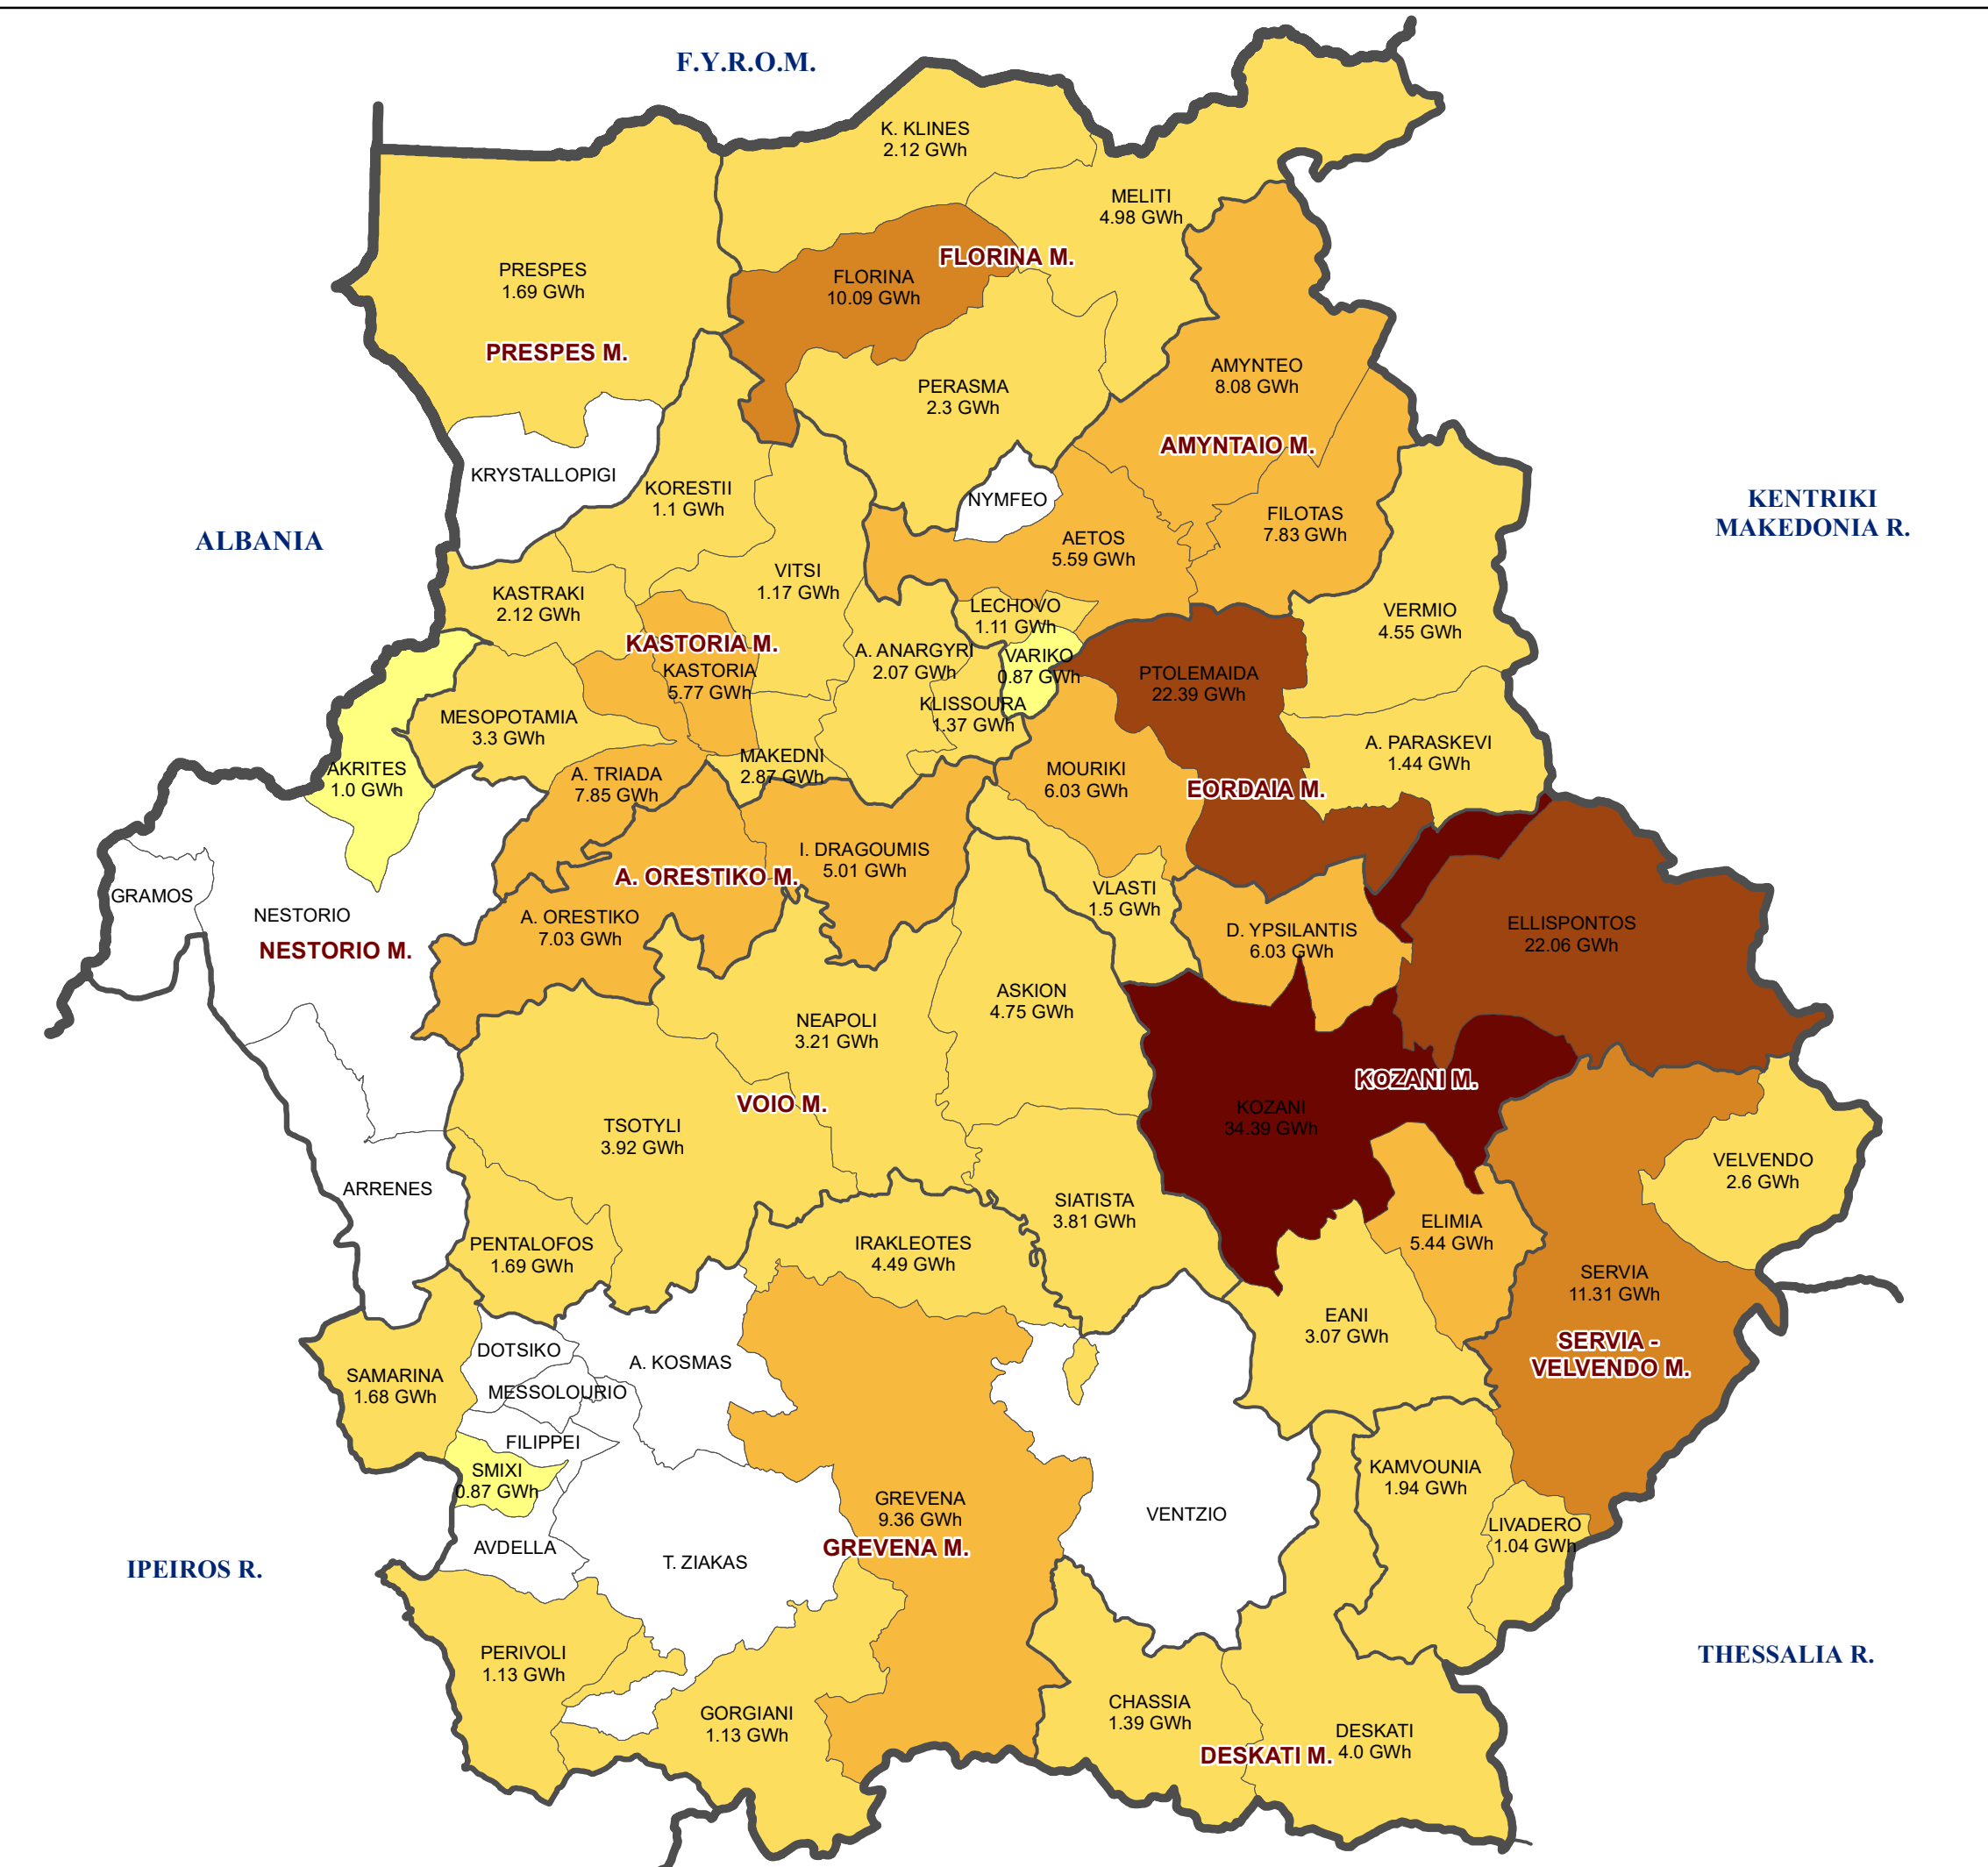 F.Y.R.O.M.
K. KLINES
2.12 GWh
MELITI
4.98 GWh
FLORINA M.
PRESPES
1.69 GWh
FLORINA
10.09 GWh
PRESPES M.
AMYNTEO
8.08 GWh
PERASMA
2.3 GWh
AMYNTAIO M.
KRYSTALLOPIGI
KORESTII
1.1 GWh
NYMFEO
KENTRIKI
MAKEDONIA R.
FILOTAS
7.83 GWh
ALBANIA
AETOS
5.59 GWh
VITSI
1.17 GWh
KASTRAKI
2.12 GWh
LECHOVO
1.11 GWh
VERMIO
4.55 GWh
KASTORIA M.
A. ANARGYRI
2.07 GWh
VARIKO
0.87 GWh
KASTORIA
5.77 GWh
PTOLEMAIDA
22.39 GWh
KLISSOURA
1.37 GWh
MESOPOTAMIA
3.3 GWh
A. PARASKEVI
1.44 GWh
MAKEDNI
2.87 GWh
AKRITES
1.0 GWh
A. TRIADA
7.85 GWh
MOURIKI
6.03 GWh
EORDAIA M.
I. DRAGOUMIS
5.01 GWh
A. ORESTIKO M.
GRAMOS
VLASTI
1.5 GWh
NESTORIO
A. ORESTIKO
7.03 GWh
NESTORIO M.
D. YPSILANTIS
6.03 GWh
ELLISPONTOS
22.06 GWh
ASKION
4.75 GWh
NEAPOLI
3.21 GWh
KOZANI M.
VOIO M.
KOZANI
34.39 GWh
TSOTYLI
3.92 GWh
VELVENDO
2.6 GWh
ARRENES
SIATISTA
3.81 GWh
ELIMIA
5.44 GWh
PENTALOFOS
1.69 GWh
IRAKLEOTES
4.49 GWh
SERVIA
11.31 GWh
EANI
3.07 GWh
SERVIA -
VELVENDO M.
DOTSIKO
A. KOSMAS
SAMARINA
1.68 GWh
MESSOLOURIO
FILIPPEI
SMIXI
0.87 GWh
KAMVOUNIA
1.94 GWh
GREVENA
9.36 GWh
VENTZIO
LIVADERO
1.04 GWh
AVDELLA
GREVENA M.
T. ZIAKAS
IPEIROS R.
PERIVOLI
1.13 GWh
THESSALIA R.
CHASSIA
1.39 GWh
GORGIANI
1.13 GWh
DESKATI
4.0 GWh
DESKATI M.